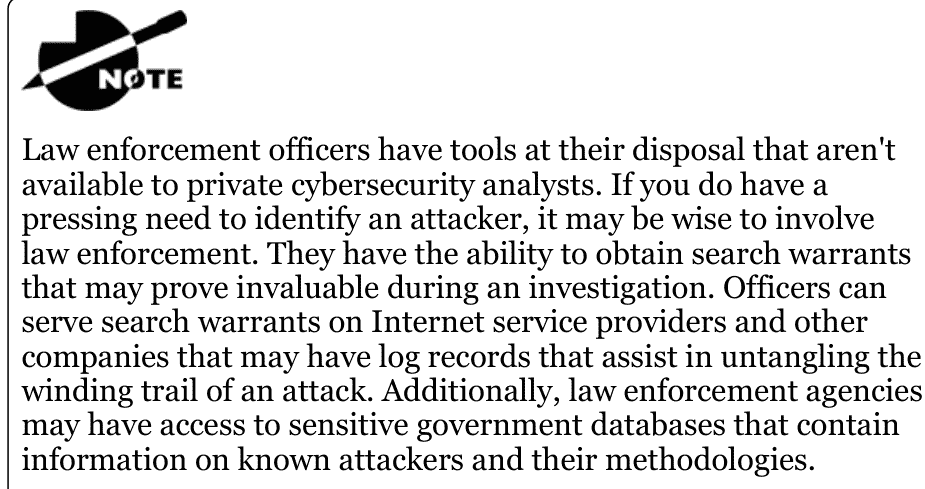 NOTE
Law enforcement officers have tools at their disposal that aren't
available to private cybersecurity analysts. If you do have a
pressing need to identify an attacker, it may be wise to involve
law enforcement. They have the ability to obtain search warrants
that may prove invaluable during an investigation. Officers can
serve search warrants on Internet service providers and other
companies that may have log records that assist in untangling the
winding trail of an attack. Additionally, law enforcement agencies
may have access to sensitive government databases that contain
information on known attackers and their methodologies.